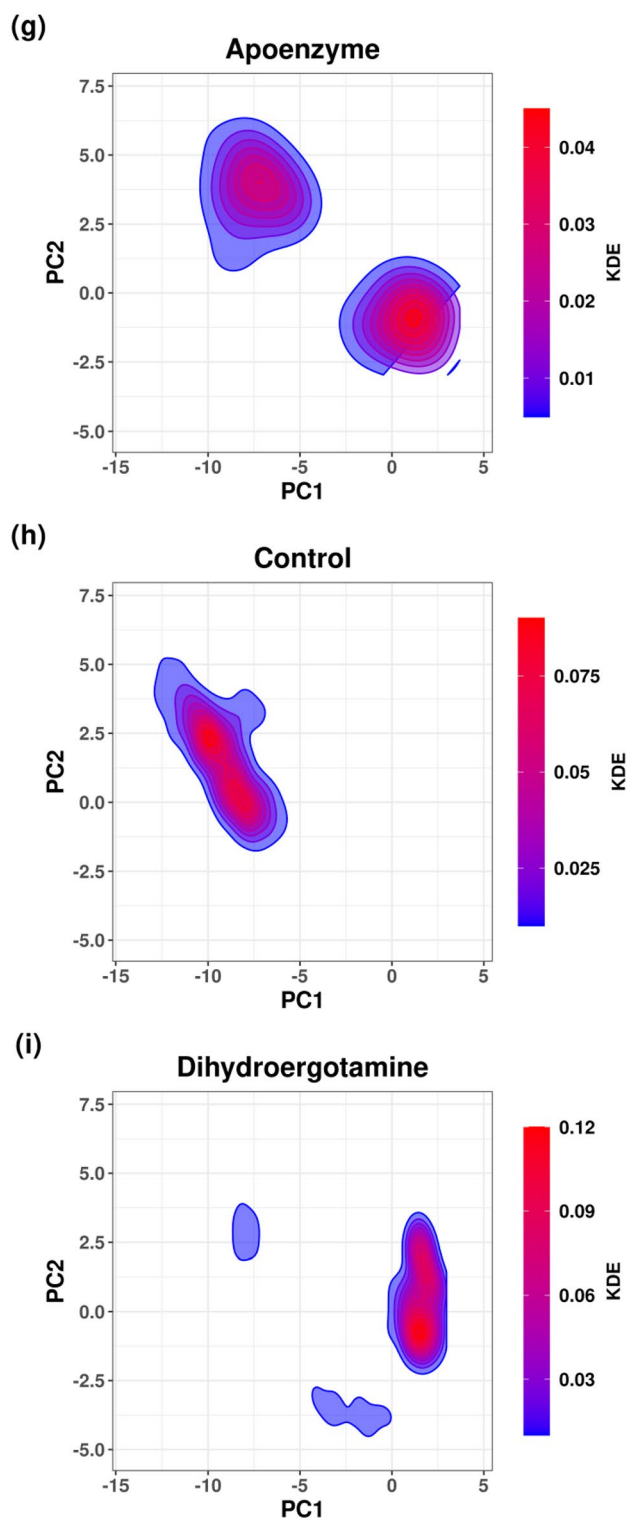 (g)
Apoenzyme
7.5
5.0
2.5
0.0
-2.5
-5.0
PC2
-15 -10 -5 0 5
PC1
0.04
0.03
0.02
0.01
KDE
(h)
Control
7.5
5.0
2.5
0.0
-2.5
-5.0
PC2
-15 -10 -5 0 5
PC1
0.075
0.05
0.025
KDE
(i)
Dihydroergotamine
7.5
5.0
2.5
0.0
-2.5
-5.0
PC2
-15 -10 -5 0 5
PC1
0.12
0.09
0.06
0.03
KDE